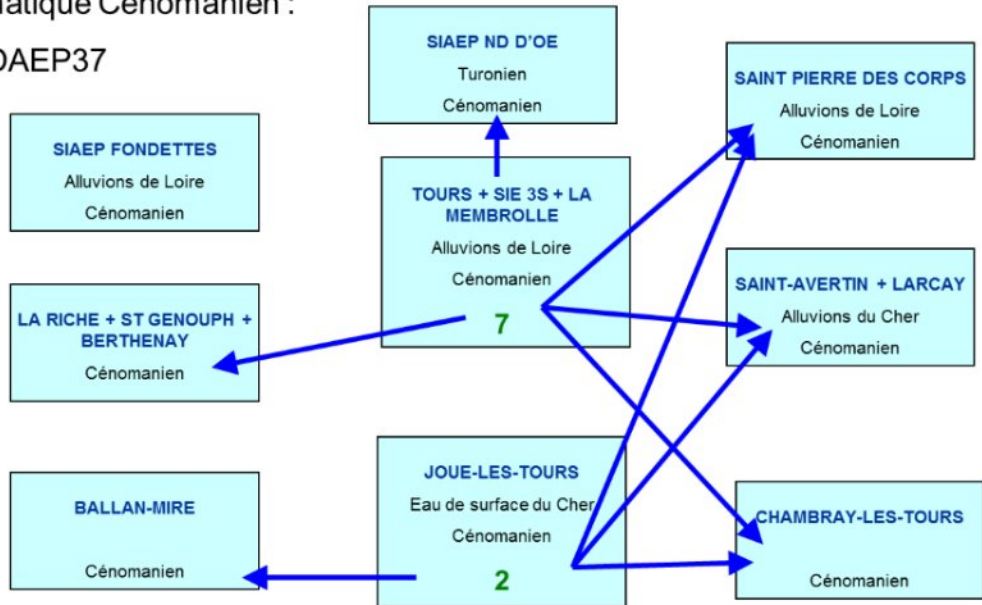 Cénomanien :
DAEP37
SIAEP ND D'OE
Turonien
Cénomanien
SAINT PIERRE DES CORPS
Alluvions de Loire
Cénomanien
SIAEP FONDETTES
Alluvions de Loire
Cénomanien
TOURS + SIE 3S + LA
MEMBROLLE
Alluvions de Loire
Cénomanien
7
SAINT-AVERTIN + LARCAY
Alluvions du Cher
Cénomanien
LA RICHE + ST GENOUPH +
BERTHENAY
Cénomanien
JOUE-LES-TOURS
Eau de surface du Cher
Cénomanien
2
BALLAN-MIRE
Cénomanien
CHAMBRAY-LES-TOURS
Cénomanien